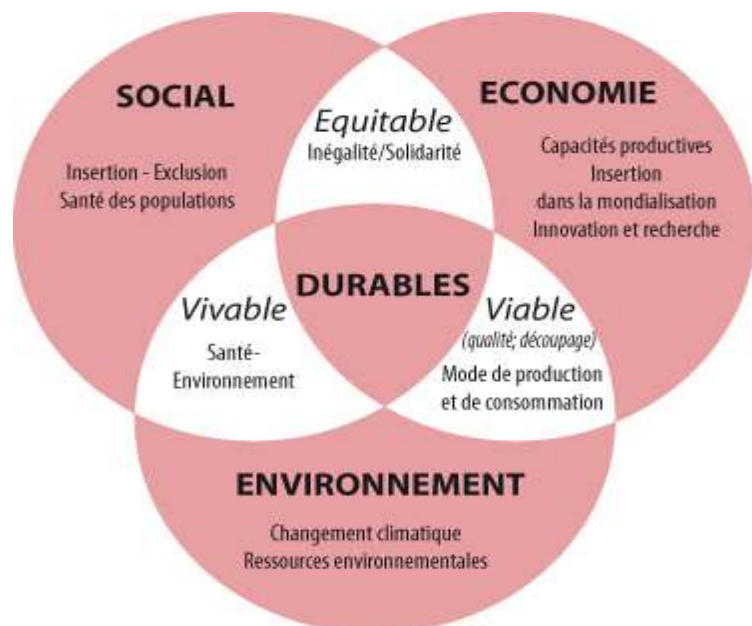 SOCIAL
Insertion - Exclusion
Santé des populations
Equitable
Inégalité/Solidarité
ECONOMIE
Capacités productives
Insertion
dans la mondialisation
Innovation et recherche
DURABLES
Vivable
Santé-
Environnement
Viable
(qualité; découpage)
Mode de production
et de consommation
ENVIRONNEMENT
Changement climatique
Ressources environnementales